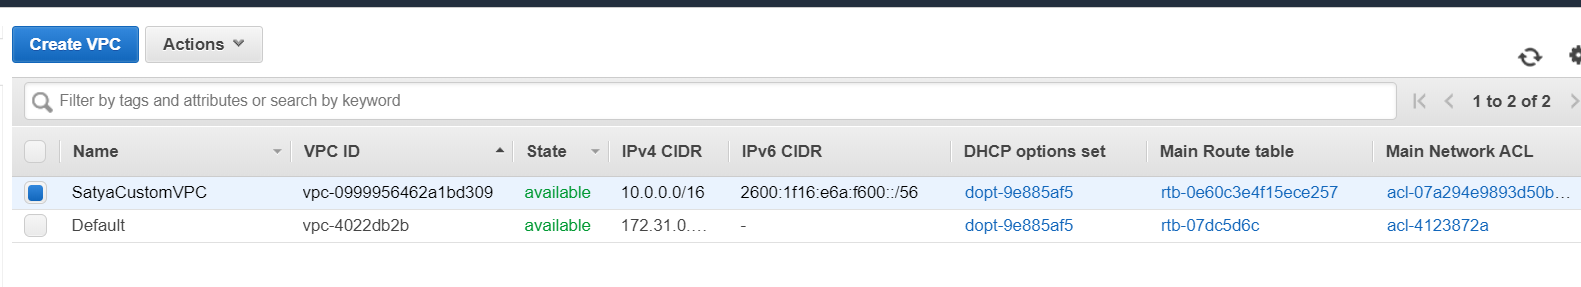 Create VPC Actions
Filter by tags and attributes or search by keyword 1 to 2 of 2
Name VPC ID State IPv4 CIDR IPv6 CIDR DHCP options set Main Route table Main Network ACL
SatyaCustomVPC vpc-0999956462a1bd309 available 10.0.0.0/16 2600:1f16:e6a:f600::/56 dopt-9e885af5 rtb-0e60c3e4f15ece257 acl-07a294e9893d50b...
Default vpc-4022db2b available 172.31.0.... - dopt-9e885af5 rtb-07dc5d6c acl-4123872a